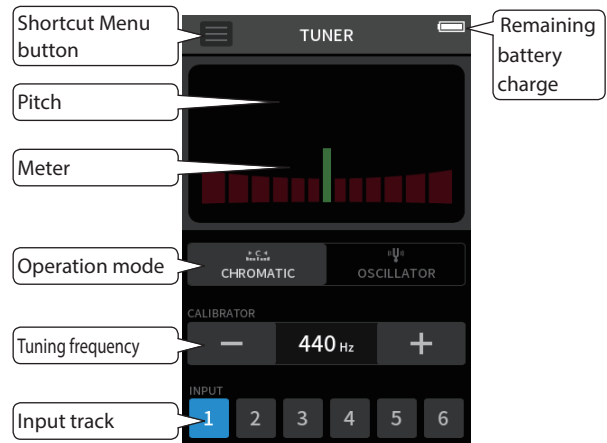 Shortcut Menu
button
TUNER
Remaining
battery
charge
Pitch
Meter
Operation mode
C
CHROMATIC
OSCILLATOR
CALIBRATOR
Tuning frequency
− 440 Hz +
INPUT
Input track
1 2 3 4 5 6